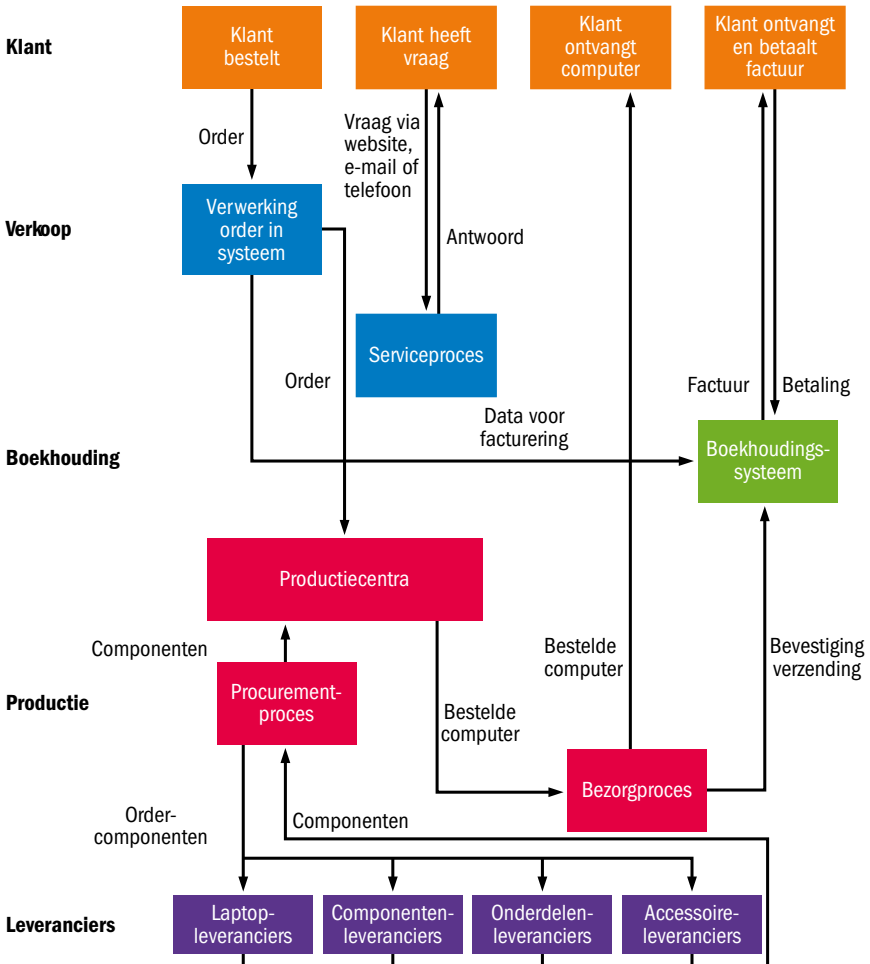 Klant
Klant
bestelt
Klant heeft
vraag
Klant
ontvangt
computer
Klant ontvangt
en betaalt
factuur
Order
Vraag via
website,
e-mail of
telefoon
Verkoop
Verwerking
order in
systeem
Antwoord
Serviceproces
Order
Factuur
Betaling
Data voor
facturering
Boekhouding
Boekhoudings-
systeem
Productiecentra
Componenten
Bestelde
computer
Bevestiging
verzending
Productie
Procurement-
proces
Bestelde
computer
Bezorgproces
Order-
componenten
Componenten
Leveranciers
Laptop-
leveranciers
Componenten-
leveranciers
Onderdelen-
leveranciers
Accessoire-
leveranciers